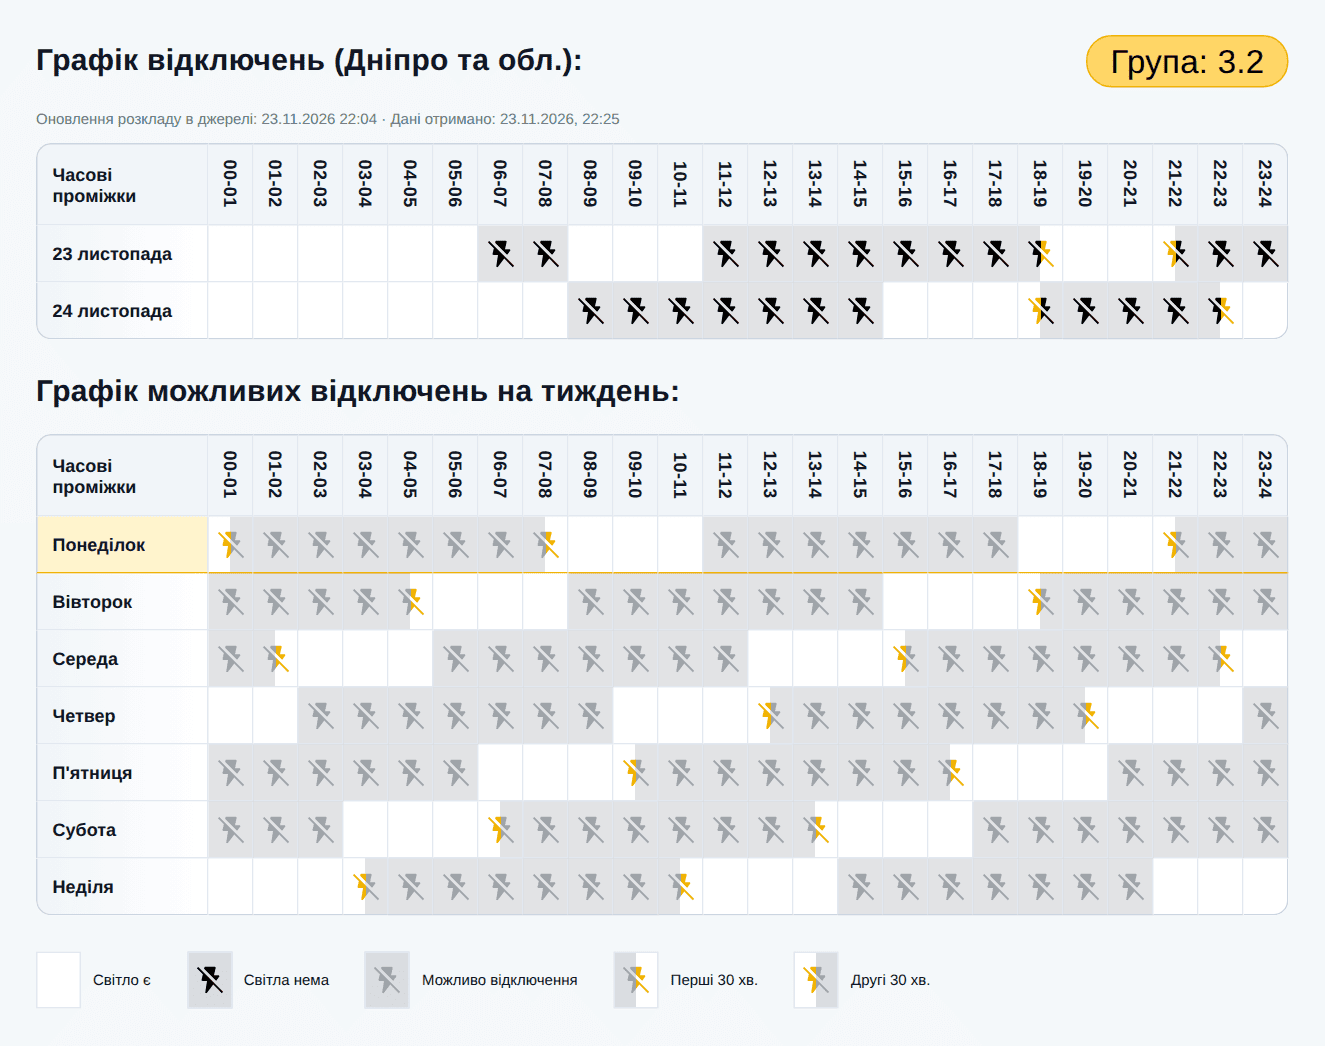 Графік відключень (Дніпро та обл.):
Група: 3.2
Оновлення розкладу в джерелі: 23.11.2026 22:04 · Дані отримано: 23.11.2026, 22:25
Часові
проміжки
00-01 01-02 02-03 03-04 04-05 05-06 06-07 07-08 08-09 09-10 10-11 11-12 12-13 13-14 14-15 15-16 16-17 17-18 18-19 19-20 20-21 21-22 22-23 23-24
23 листопада
24 листопада
Графік можливих відключень на тиждень:
Часові
проміжки
00-01 01-02 02-03 03-04 04-05 05-06 06-07 07-08 08-09 09-10 10-11 11-12 12-13 13-14 14-15 15-16 16-17 17-18 18-19 19-20 20-21 21-22 22-23 23-24
Понеділок
Вівторок
Середа
Четвер
П'ятниця
Субота
Неділя
Світло є
Світла нема
Можливо відключення
Перші 30 хв.
Другі 30 хв.